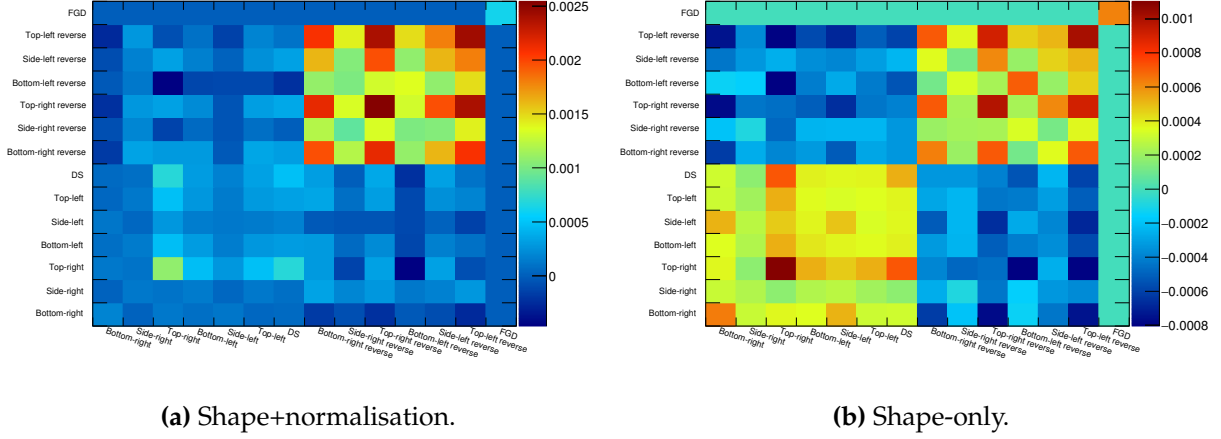 FGD
Top-left reverse
Side-left reverse
Bottom-left reverse
Top-right reverse
Side-right reverse
Bottom-right reverse
DS
Top-left
Side-left
Bottom-left
Top-right
Side-right
Bottom-right
Bottom-right
Side-right
Top-right
Bottom-left
Side-left
Top-left
DS
Bottom-right reverse
Side-right reverse
Top-right reverse
Bottom-left reverse
Side-left reverse
Top-left reverse
FGD
0.0025
0.002
0.0015
0.001
0.0005
0
(a) Shape+normalisation.
FGD
Top-left reverse
Side-left reverse
Bottom-left reverse
Top-right reverse
Side-right reverse
Bottom-right reverse
DS
Top-left
Side-left
Bottom-left
Top-right
Side-right
Bottom-right
Bottom-right
Side-right
Top-right
Bottom-left
Side-left
Top-left
DS
Bottom-right reverse
Side-right reverse
Top-right reverse
Bottom-left reverse
Side-left reverse
Top-left reverse
FGD
0.001
0.0008
0.0006
0.0004
0.0002
0
−0.0002
−0.0004
−0.0006
−0.0008
(b) Shape-only.